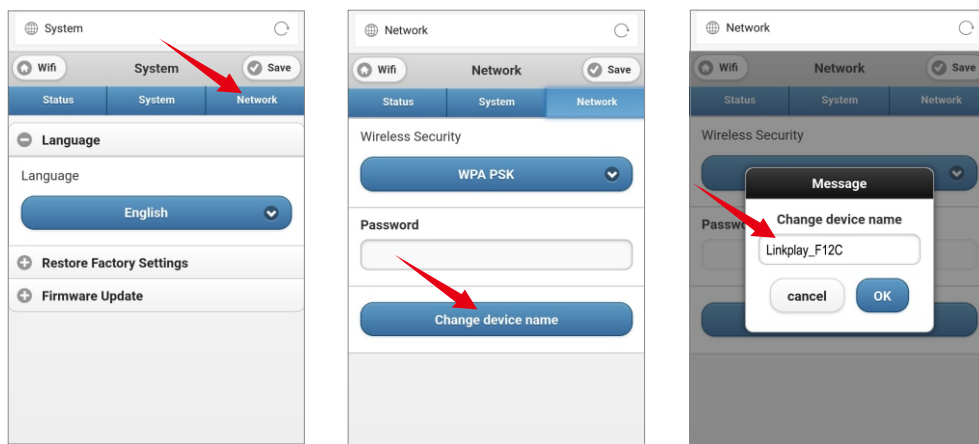 System
Wifi
System
Save
Status
System
Network
Language
Language
English
Restore Factory Settings
Firmware Update
Network
Wifi
Network
Save
Status
System
Network
Wireless Security
WPA PSK
Password
Change device name
Network
Wifi
Network
Save
Status
System
Network
Wireless Security
Message
Change device name
Passw
Linkplay_F12C
cancel
OK